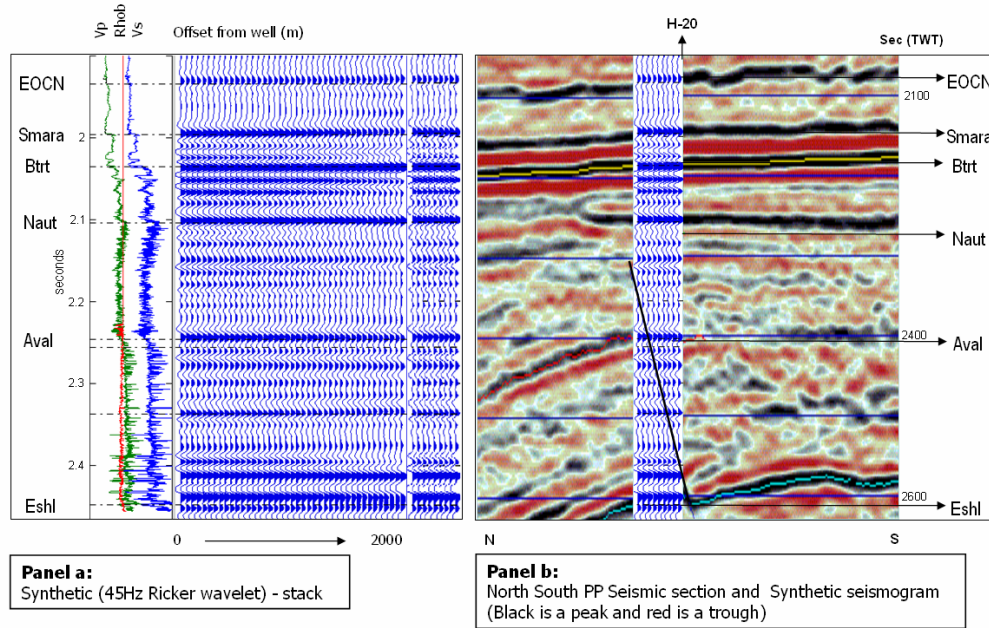 Vp
Rhob
Vs
Offset from well (m)
EOCN
Smara
2
Btrt
Naut
2.1
seconds
2.2
Aval
2.3
2.4
Eshl
0
2000
Panel a:
Synthetic (45Hz Ricker wavelet) - stack
H-20
Sec (TWT)
EOCN
2100
Smara
Btrt
Naut
2400
Aval
2600
Eshl
N
S
Panel b:
North South PP Seismic section and Synthetic seismogram
(Black is a peak and red is a trough)